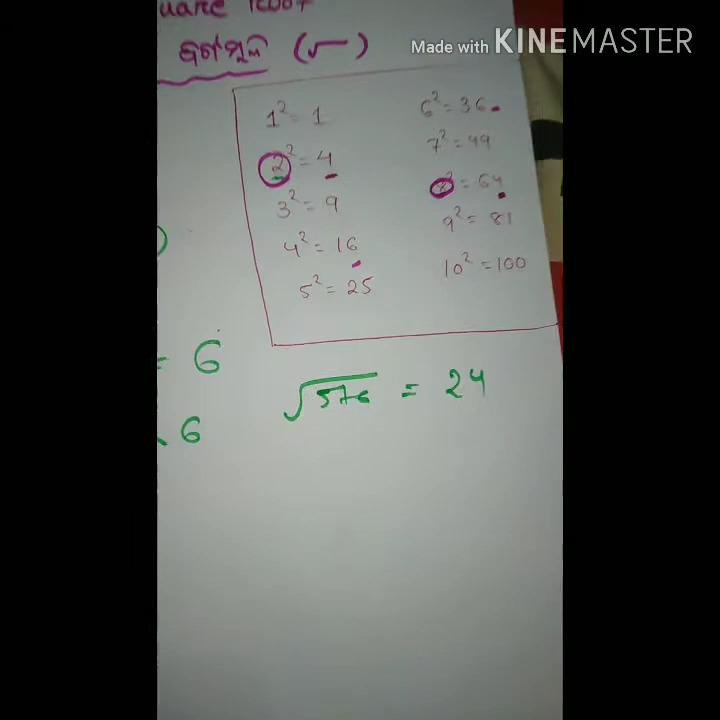 Made with KINEMASTER
uare Root
ବର୍ଗମୂଳ (√‾)
1² = 1
2² = 4
3² = 9
4² = 16
5² = 25
6² = 36
7² = 49
² = 64
9² = 81
10² = 100
)
= 6
6
√576 = 24